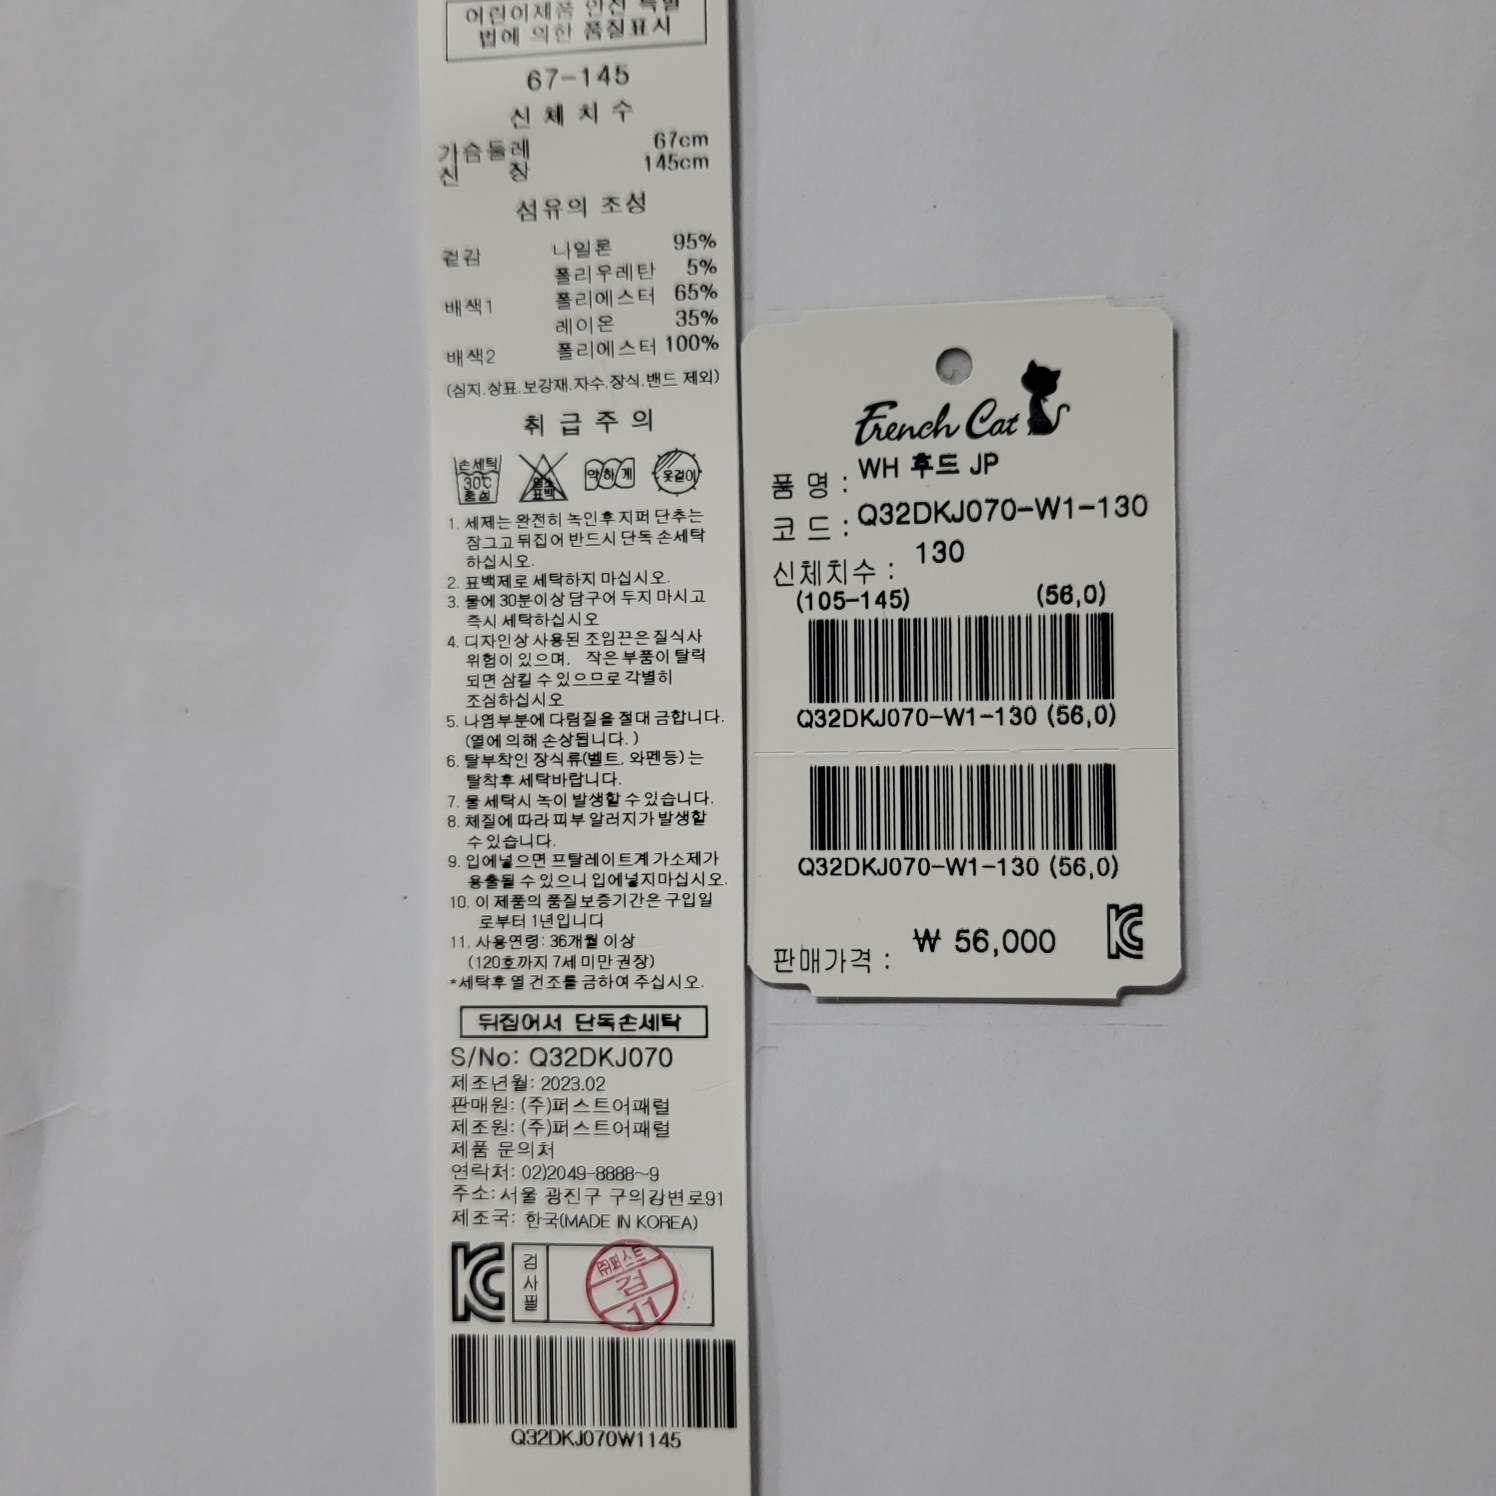 어린이제품 안전 특별
법에 의한 품질표시
67-145
신 체 치 수
가슴둘레 67cm
신 장 145cm
섬유의 조성
겉감 나일론 95%
폴리우레탄 5%
배색1 폴리에스터 65%
레이온 35%
배색2 폴리에스터 100%
(심지.상표.보강재.자수.장식.밴드 제외)
취 급 주 의
손세탁
30℃
중성
염소
표백
약하게
옷걸이
1. 세제는 완전히 녹인후 지퍼 단추는
잠그고 뒤집어 반드시 단독 손세탁
하십시오.
2. 표백제로 세탁하지 마십시오.
3. 물에 30분이상 담구어 두지 마시고
즉시 세탁하십시오
4. 디자인상 사용된 조임끈은 질식사
위험이 있으며, 작은 부품이 탈락
되면 삼킬 수 있으므로 각별히
조심하십시오
5. 나염부분에 다림질을 절대 금합니다.
(열에 의해 손상됩니다.)
6. 탈부착인 장식류(벨트, 와펜등)는
탈착후 세탁바랍니다.
7. 물 세탁시 녹이 발생할 수 있습니다.
8. 체질에 따라 피부 알러지가 발생할
수 있습니다.
9. 입에넣으면 프탈레이트계 가소제가
용출될 수 있으니 입에넣지마십시오.
10. 이 제품의 품질보증기간은 구입일
로부터 1년입니다
11. 사용연령: 36개월 이상
(120호까지 7세 미만 권장)
*세탁후 열 건조를 금하여 주십시오.
뒤집어서 단독손세탁
S/No: Q32DKJ070
제조년월: 2023.02
판매원: (주)퍼스트어패럴
제조원: (주)퍼스트어패럴
제품 문의처
연락처: 02)2049-8888~9
주소: 서울 광진구 구의강변로91
제조국: 한국(MADE IN KOREA)
KC 검사필
㈜퍼스트
검
11
Q32DKJ070W1145
French Cat
품 명 : WH 후드 JP
코 드 : Q32DKJ070-W1-130
신체치수 : 130
(105-145) (56,0)
Q32DKJ070-W1-130 (56,0)
Q32DKJ070-W1-130 (56,0)
판매가격 : ₩ 56,000
KC